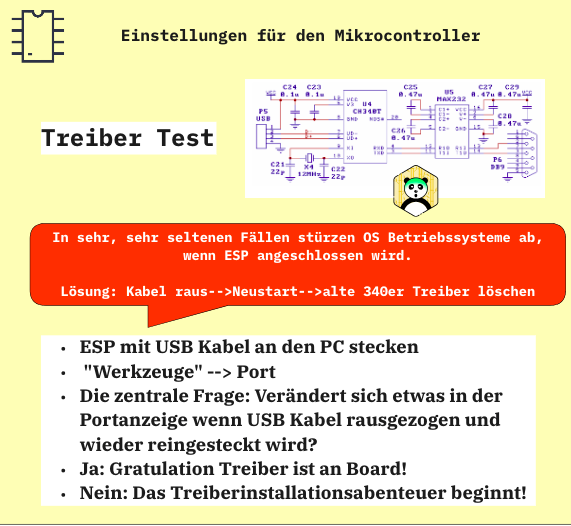 Einstellungen für den Mikrocontroller
Treiber Test
C24 C23
0.1u 0.1u
P5
USB
U4
CH340T
C21
22p
X4
12MHz
C22
22p
C25
0.47u
U5
MAX232
C27 C29
0.47u
C26
0.47u
C28
0.47u
P6
DB9
In sehr, sehr seltenen Fällen stürzen OS Betriebssysteme ab,
wenn ESP angeschlossen wird.
Lösung: Kabel raus-->Neustart-->alte 340er Treiber löschen
• ESP mit USB Kabel an den PC stecken
• "Werkzeuge" --> Port
• Die zentrale Frage: Verändert sich etwas in der
Portanzeige wenn USB Kabel rausgezogen und
wieder reingesteckt wird?
• Ja: Gratulation Treiber ist an Board!
• Nein: Das Treiberinstallationsabenteuer beginnt!